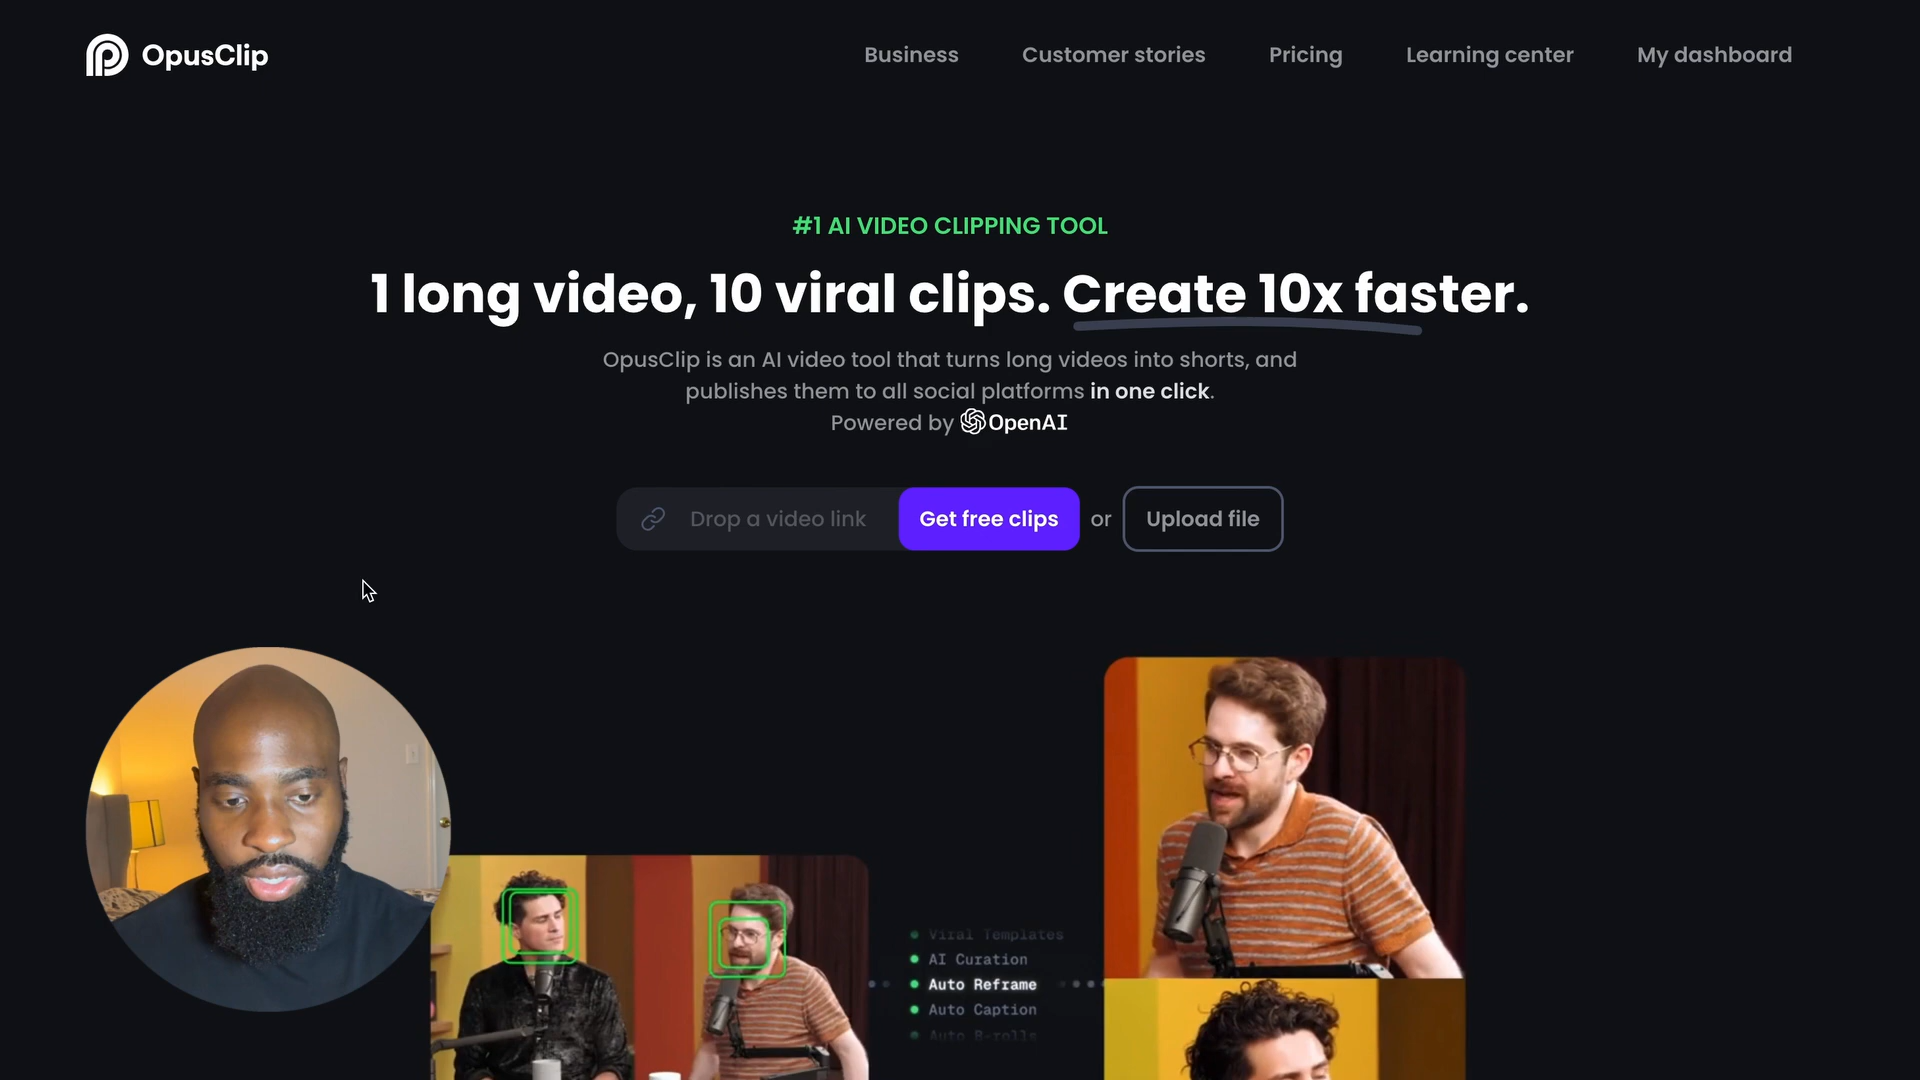 OpusClip
Business
Customer stories
Pricing
Learning center
My dashboard
#1 AI VIDEO CLIPPING TOOL
1 long video, 10 viral clips. Create 10x faster.
OpusClip is an AI video tool that turns long videos into shorts, and
publishes them to all social platforms in one click.
Powered by OpenAI
Drop a video link
Get free clips
or
Upload file
Viral Templates
AI Curation
Auto Reframe
Auto Caption
Auto B-rolls